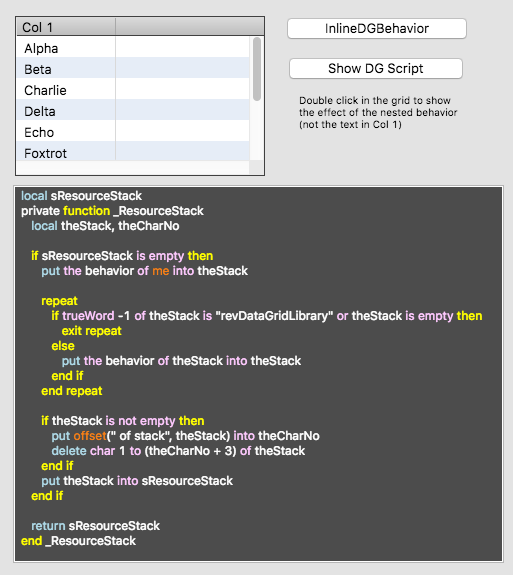 Col 1
Alpha
Beta
Charlie
Delta
Echo
Foxtrot
InlineDGBehavior
Show DG Script
Double click in the grid to show
the effect of the nested behavior
(not the text in Col 1)
local sResourceStack
private function _ResourceStack
local theStack, theCharNo
if sResourceStack is empty then
put the behavior of me into theStack
repeat
if trueWord -1 of theStack is "revDataGridLibrary" or theStack is empty then
exit repeat
else
put the behavior of theStack into theStack
end if
end repeat
if theStack is not empty then
put offset(" of stack", theStack) into theCharNo
delete char 1 to (theCharNo + 3) of theStack
end if
put theStack into sResourceStack
end if
return sResourceStack
end _ResourceStack